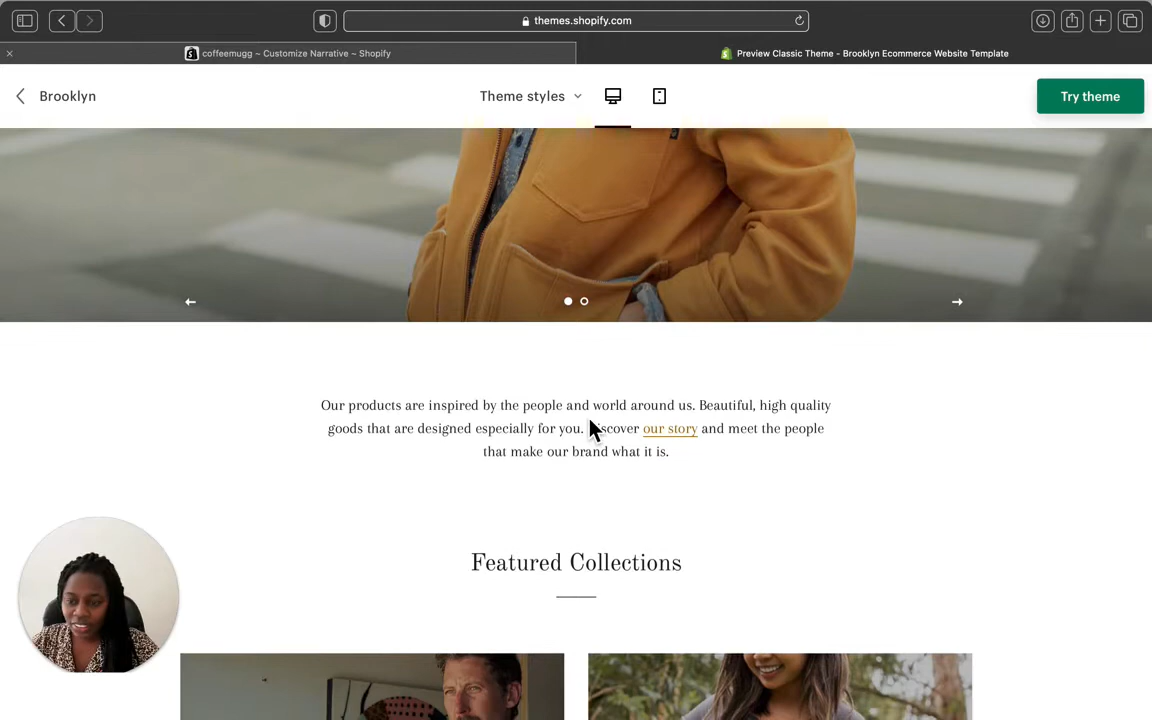 themes.shopify.com
coffeemugg ~ Customize Narrative ~ Shopify
Preview Classic Theme - Brooklyn Ecommerce Website Template
Brooklyn
Theme styles
Try theme
Our products are inspired by the people and world around us. Beautiful, high quality
goods that are designed especially for you. iscover our story and meet the people
that make our brand what it is.
Featured Collections